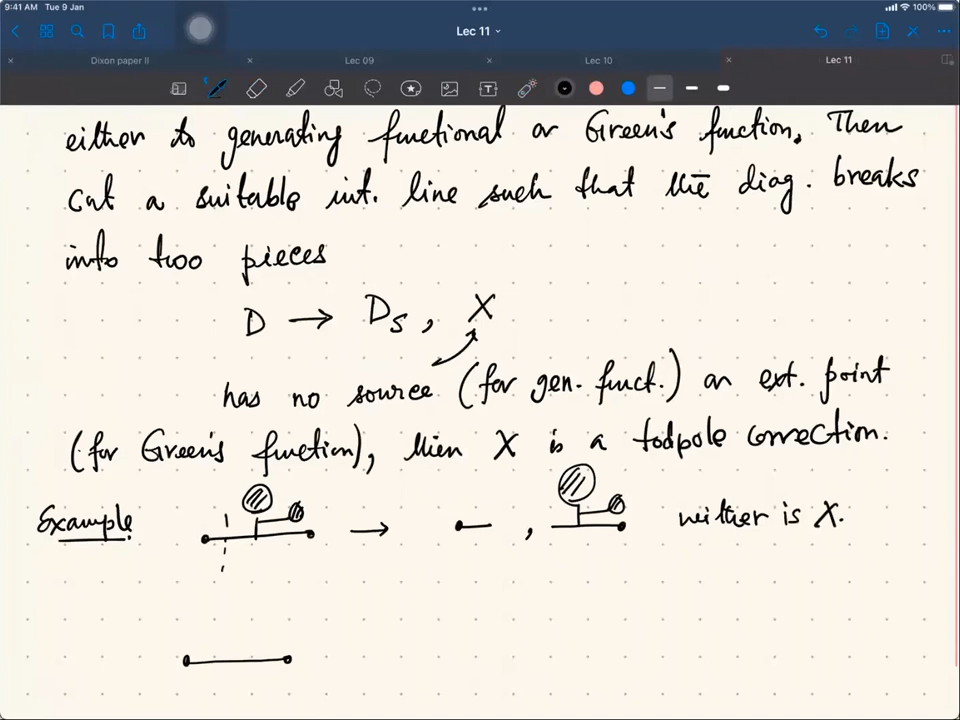 9:41 AM Tue 9 Jan
100%
Lec 11
Dixon paper II
Lec 09
Lec 10
Lec 11
either to generating functional or Green's function. Then
cut a suitable int. line such that the diag. breaks
into two pieces
D → Ds, X
has no source (for gen. funct.) or ext. point
(for Green's function), then X is a tadpole correction.
Example → , neither is X.